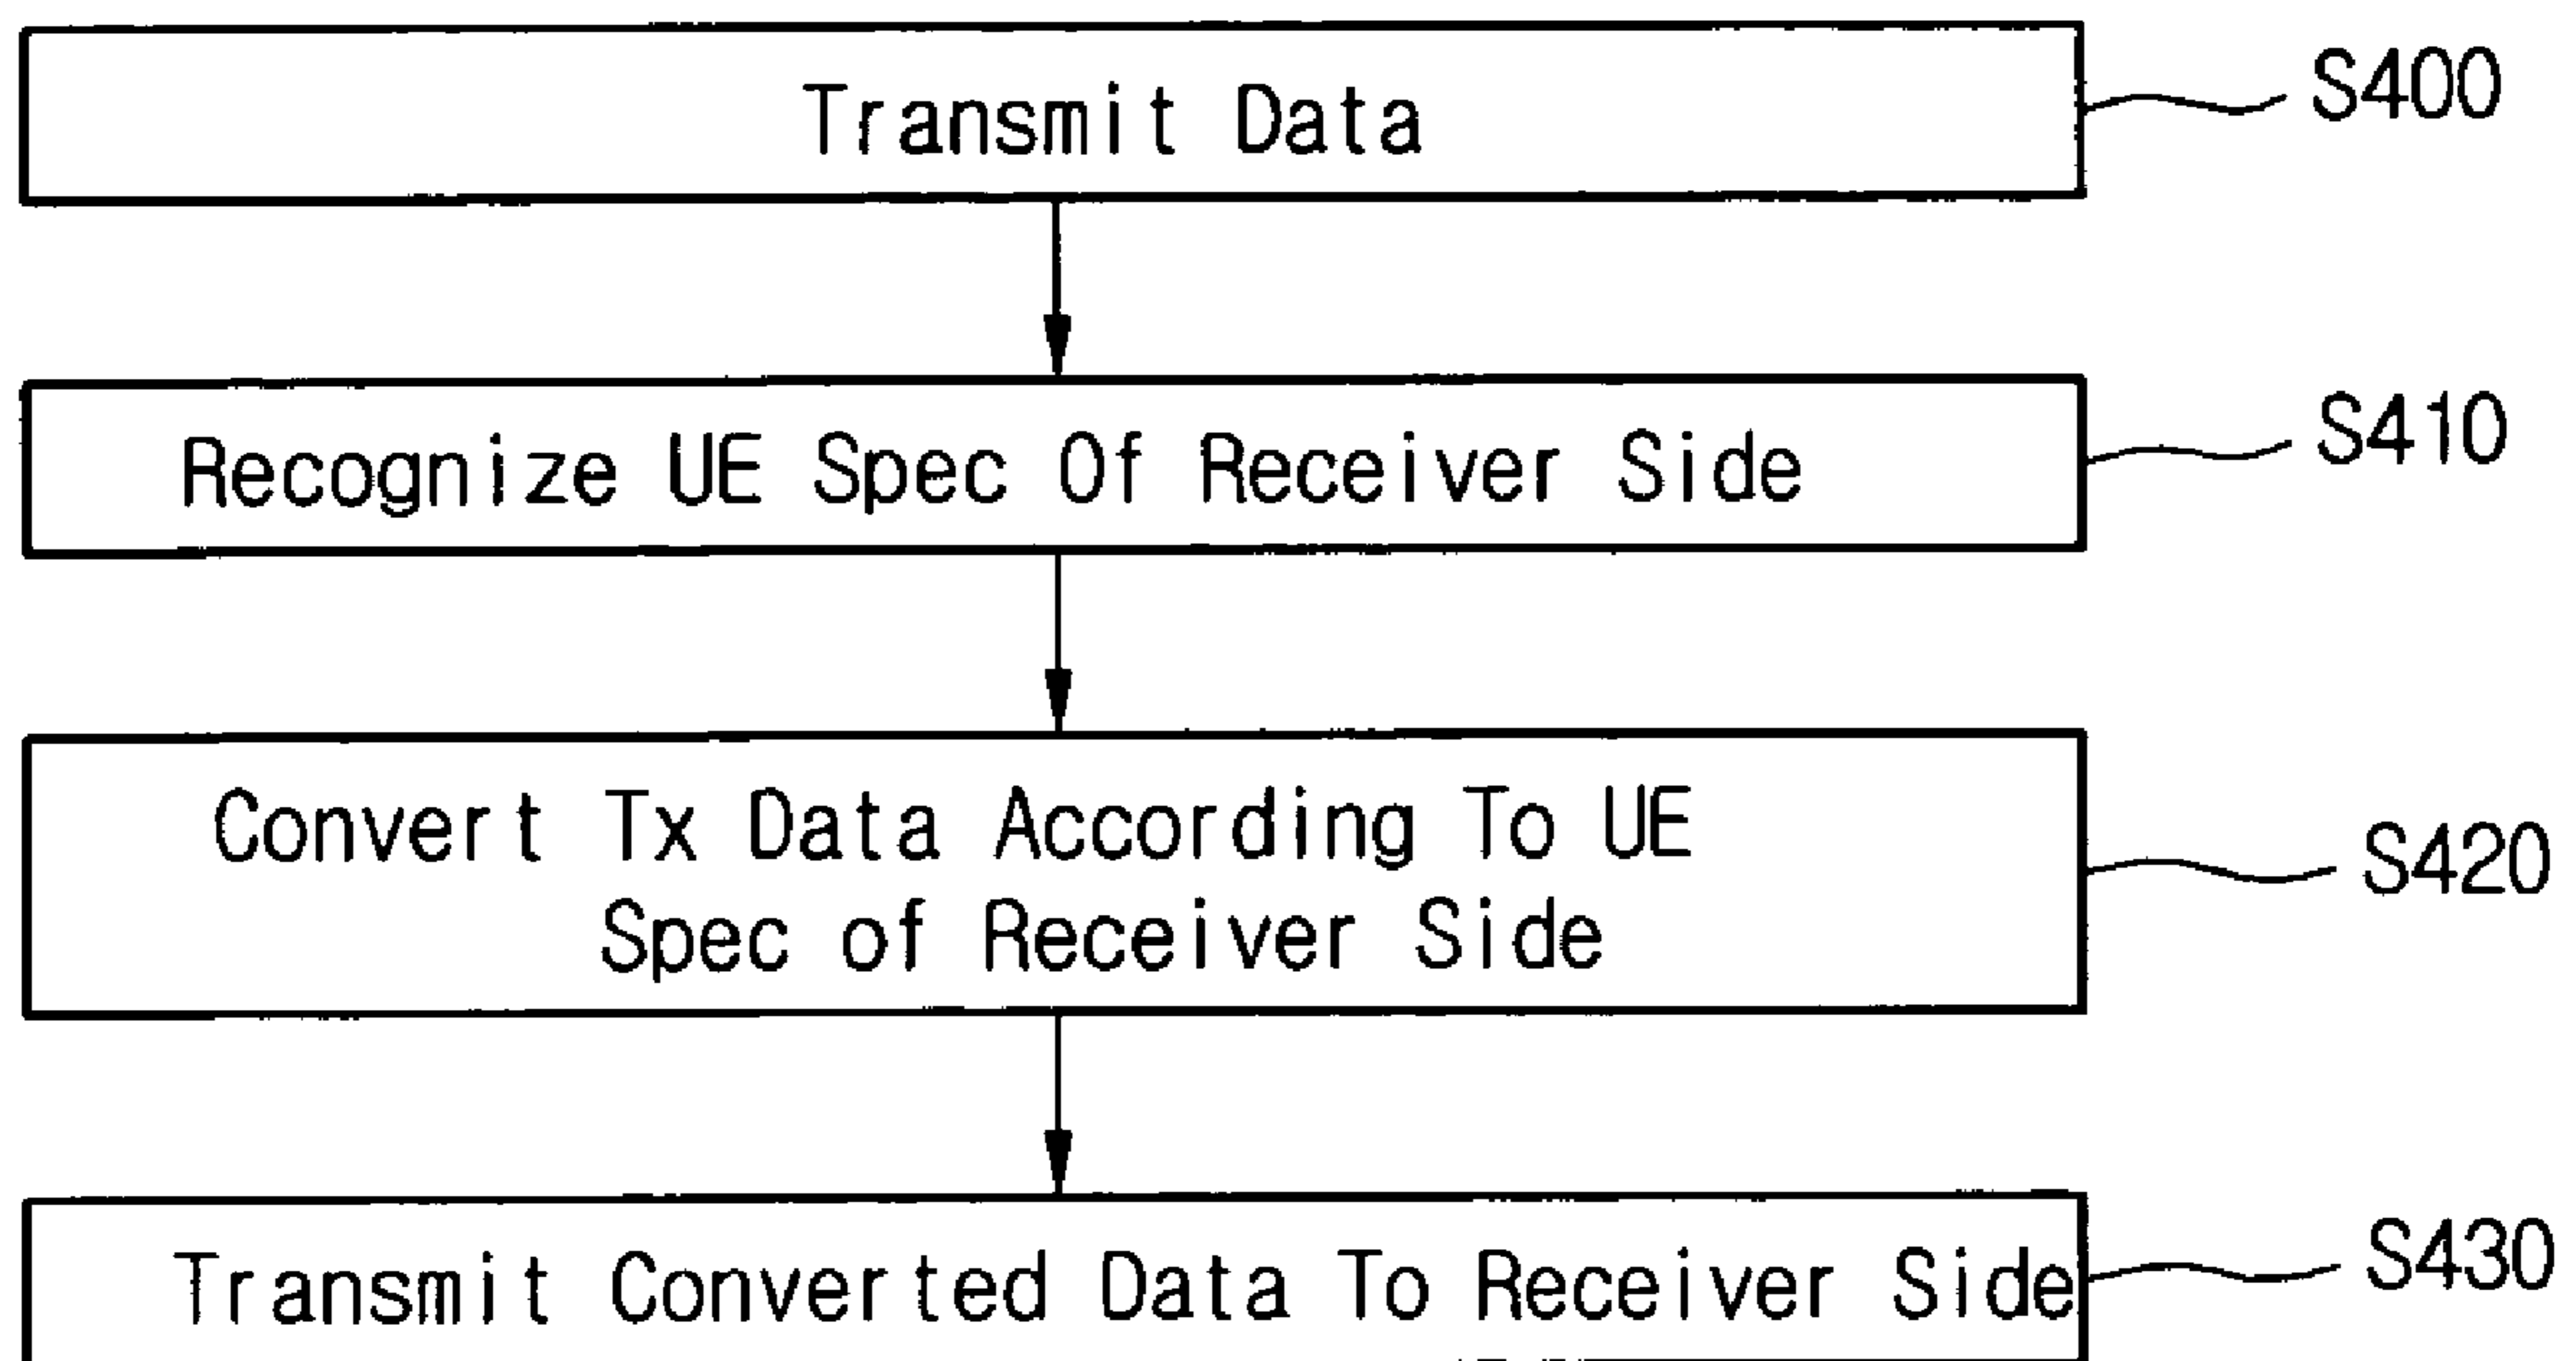 Transmit Data
S400
Recognize UE Spec Of Receiver Side
S410
Convert Tx Data According To UE
Spec of Receiver Side
S420
Transmit Converted Data To Receiver Side
S430